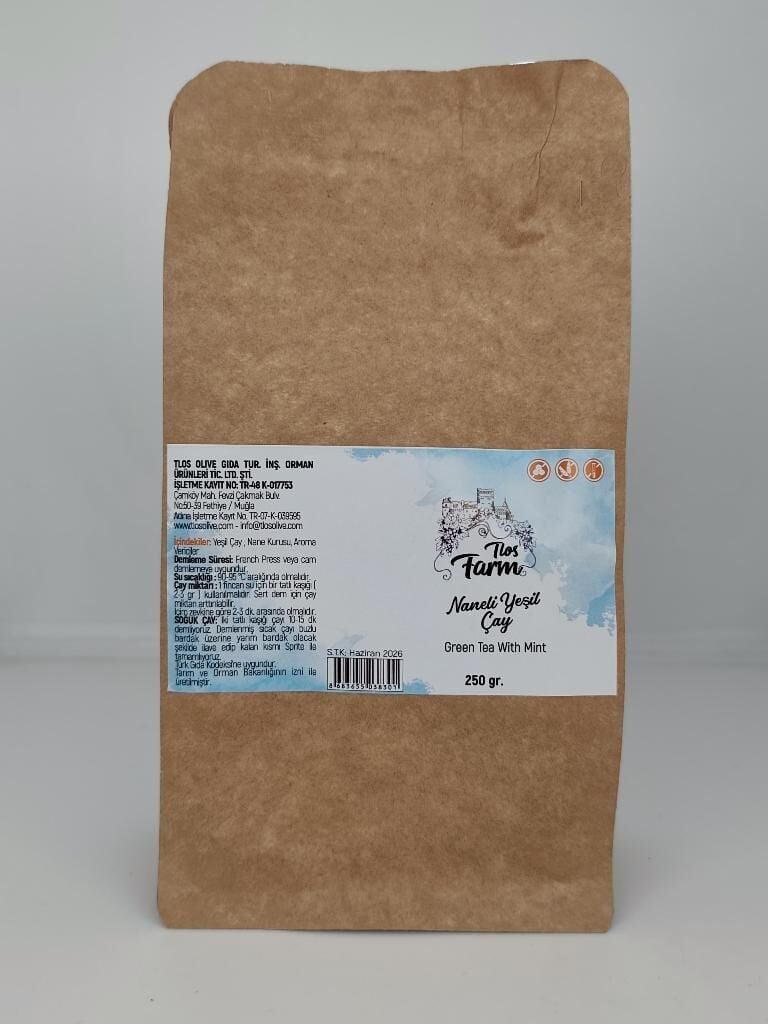 TLOS OLIVE GIDA TUR. İNŞ. ORMAN
ÜRÜNLERİ TİC. LTD. ŞTİ.
İŞLETME KAYIT NO: TR-48 K-017753
Çamköy Mah. Fevzi Çakmak Bulv.
No:50-39 Fethiye / Muğla
Adına İşletme Kayıt No. TR-07-K-039595
www.tlosolive.com - info@tlosolive.com
İçindekiler: Yeşil Çay , Nane Kurusu, Aroma
Vericiler
Demleme Süresi: French Press veya cam
demlemeye uygundur.
Su sıcaklığı : 90-95 °C aralığında olmalıdır.
Çay miktarı : 1 fincan su için bir tatlı kaşığı (
2-3 gr ) kullanılmalıdır. Sert dem için çay
miktarı arttırılabilir.
İçim zevkine göre 2-3 dk. arasında olmalıdır.
SOĞUK ÇAY: İki tatlı kaşığı çayı 10-15 dk
demliyoruz. Demlenmiş sıcak çayı buzlu
bardak üzerine yarım bardak olacak
şekilde ilave edip kalan kısmı Sprite ile
tamamlıyoruz.
Türk Gıda Kodeksi'ne uygundur.
Tarım ve Orman Bakanlığının izni ile
üretilmiştir.
S.T.K: Haziran 2026
8 683655 058301
Tlos
Farm
Naneli Yeşil
Çay
Green Tea With Mint
250 gr.